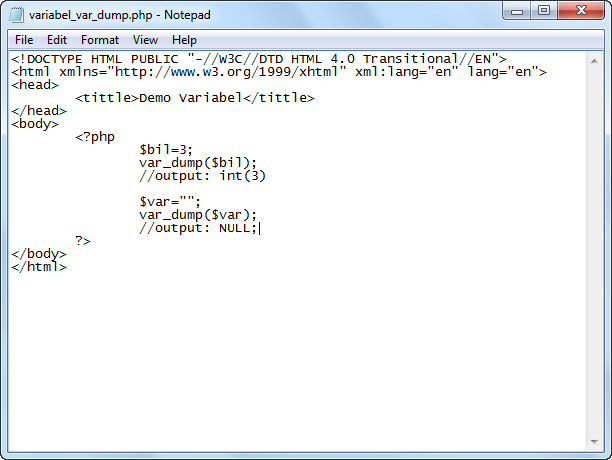 variabel_var_dump.php - Notepad
File Edit Format View Help
<!DOCTYPE HTML PUBLIC "-//W3C//DTD HTML 4.0 Transitional//EN">
<html xmlns="http://www.w3.org/1999/xhtml" xml:lang="en" lang="en">
<head>
	<tittle>Demo Variabel</tittle>
</head>
<body>
	<?php
		$bil=3;
		var_dump($bil);
		//output: int(3)

		$var="";
		var_dump($var);
		//output: NULL;
	?>
</body>
</html>